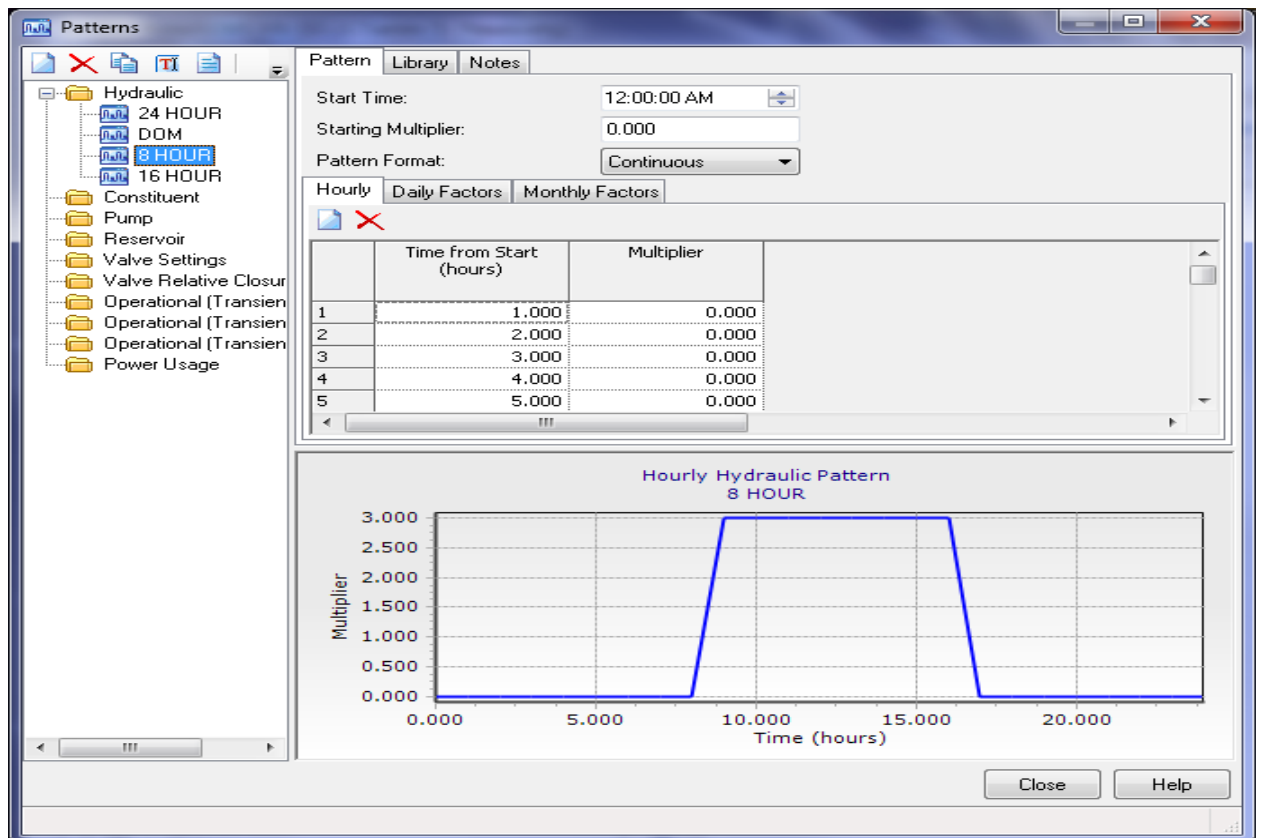 Patterns
Pattern Library Notes
Hydraulic
24 HOUR
DOM
8 HOUR
16 HOUR
Constituent
Pump
Reservoir
Valve Settings
Valve Relative Closur
Operational (Transien
Operational (Transien
Operational (Transien
Power Usage
Start Time: 12:00:00 AM
Starting Multiplier: 0.000
Pattern Format: Continuous
Hourly Daily Factors Monthly Factors
Time from Start Multiplier
(hours)
1 1.000 0.000
2 2.000 0.000
3 3.000 0.000
4 4.000 0.000
5 5.000 0.000
Hourly Hydraulic Pattern
8 HOUR
Multiplier
3.000
2.500
2.000
1.500
1.000
0.500
0.000
0.000 5.000 10.000 15.000 20.000
Time (hours)
Close Help